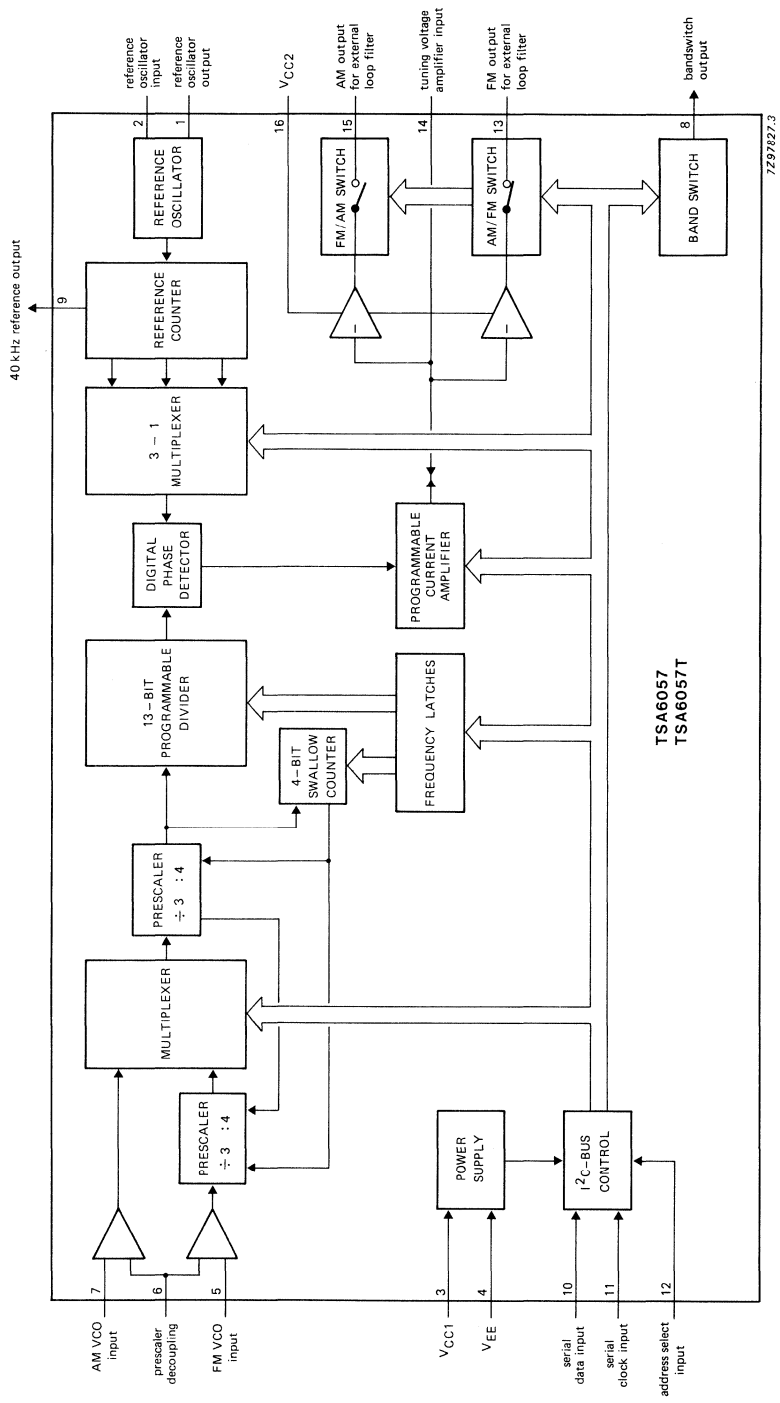 40 kHz reference output
9
reference
oscillator
input
2
reference
oscillator
output
1
VCC2
16
AM output
for external
loop filter
15
tuning voltage
amplifier input
14
FM output
for external
loop filter
13
bandswitch
output
8
REFERENCE
OSCILLATOR
REFERENCE
COUNTER
3 – 1
MULTIPLEXER
DIGITAL
PHASE
DETECTOR
13–BIT
PROGRAMMABLE
DIVIDER
4–BIT
SWALLOW
COUNTER
PRESCALER
÷ 3 : 4
MULTIPLEXER
PRESCALER
÷ 3 : 4
FM/AM SWITCH
AM/FM SWITCH
BAND SWITCH
PROGRAMMABLE
CURRENT
AMPLIFIER
FREQUENCY LATCHES
POWER
SUPPLY
I²C–BUS
CONTROL
AM VCO
input
7
prescaler
decoupling
6
FM VCO
input
5
VCC1
3
VEE
4
serial
data input
10
serial
clock input
11
address select
input
12
TSA6057
TSA6057T
7Z97827.3